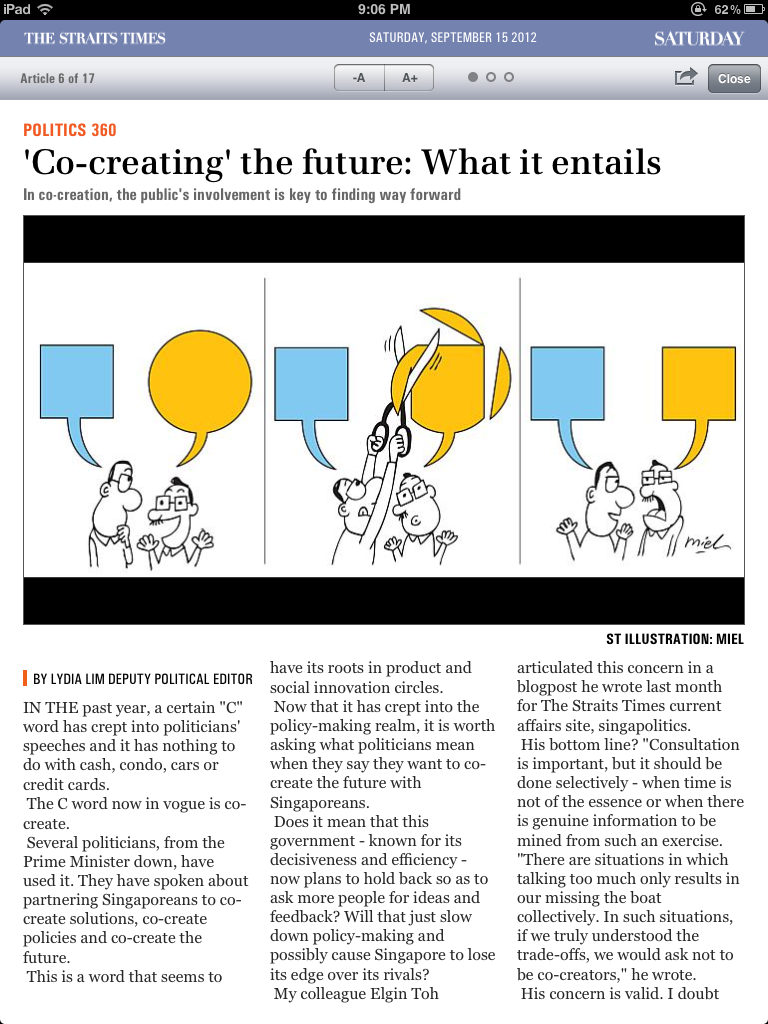 iPad
9:06 PM
62%
THE STRAITS TIMES
SATURDAY, SEPTEMBER 15 2012
SATURDAY
Article 6 of 17
-A
A+
Close
POLITICS 360
'Co-creating' the future: What it entails
In co-creation, the public's involvement is key to finding way forward
miel
ST ILLUSTRATION: MIEL
BY LYDIA LIM DEPUTY POLITICAL EDITOR
IN THE past year, a certain "C"
word has crept into politicians'
speeches and it has nothing to
do with cash, condo, cars or
credit cards.
The C word now in vogue is co-
create.
Several politicians, from the
Prime Minister down, have
used it. They have spoken about
partnering Singaporeans to co-
create solutions, co-create
policies and co-create the
future.
This is a word that seems to
have its roots in product and
social innovation circles.
Now that it has crept into the
policy-making realm, it is worth
asking what politicians mean
when they say they want to co-
create the future with
Singaporeans.
Does it mean that this
government - known for its
decisiveness and efficiency -
now plans to hold back so as to
ask more people for ideas and
feedback? Will that just slow
down policy-making and
possibly cause Singapore to lose
its edge over its rivals?
My colleague Elgin Toh
articulated this concern in a
blogpost he wrote last month
for The Straits Times current
affairs site, singapolitics.
His bottom line? "Consultation
is important, but it should be
done selectively - when time is
not of the essence or when there
is genuine information to be
mined from such an exercise.
"There are situations in which
talking too much only results in
our missing the boat
collectively. In such situations,
if we truly understood the
trade-offs, we would ask not to
be co-creators," he wrote.
His concern is valid. I doubt